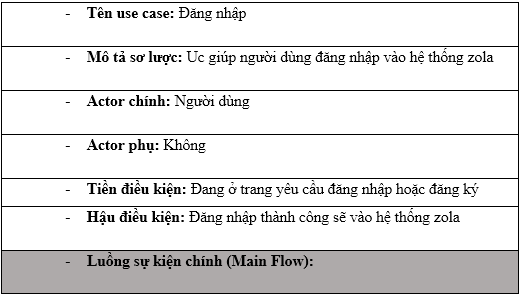 - Tên use case: Đăng nhập
- Mô tả sơ lược: Uc giúp người dùng đăng nhập vào hệ thống zola
- Actor chính: Người dùng
- Actor phụ: Không
- Tiền điều kiện: Đang ở trang yêu cầu đăng nhập hoặc đăng ký
- Hậu điều kiện: Đăng nhập thành công sẽ vào hệ thống zola
- Luồng sự kiện chính (Main Flow):